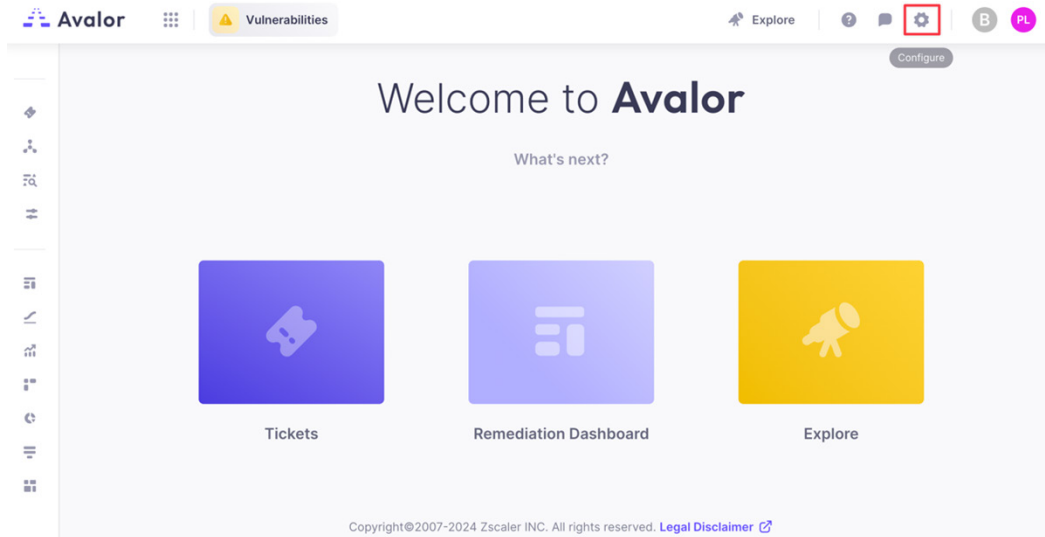 Avalor
Vulnerabilities
Explore
?
B
PL
Configure
Welcome to Avalor
What's next?
Tickets
Remediation Dashboard
Explore
Copyright©2007-2024 Zscaler INC. All rights reserved. Legal Disclaimer